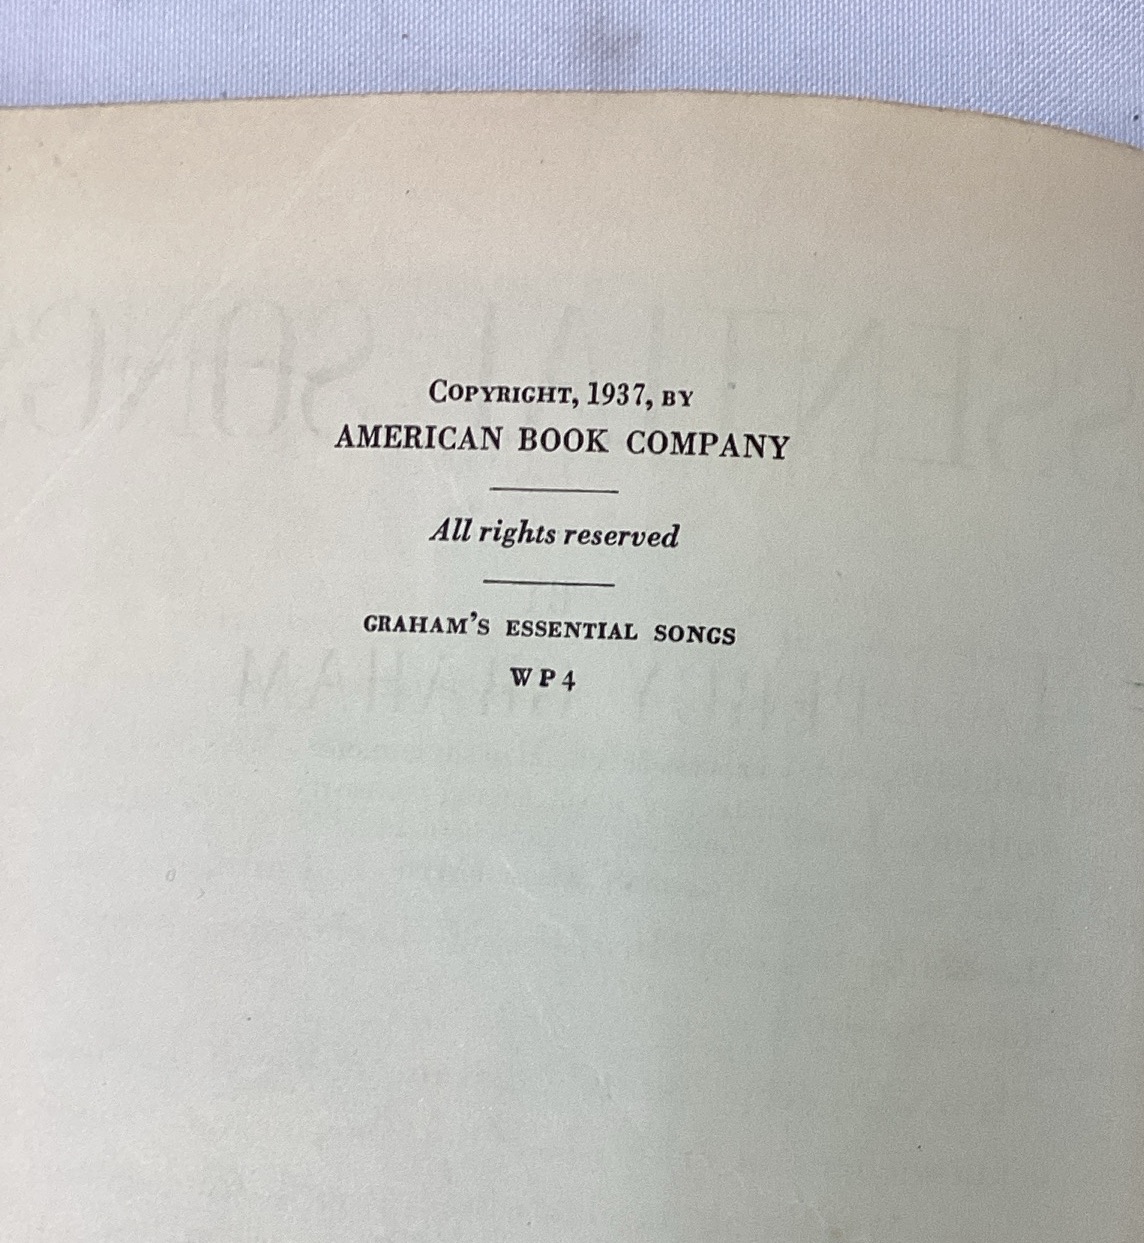 COPYRIGHT, 1937, BY
AMERICAN BOOK COMPANY
All rights reserved
GRAHAM'S ESSENTIAL SONGS
W P 4